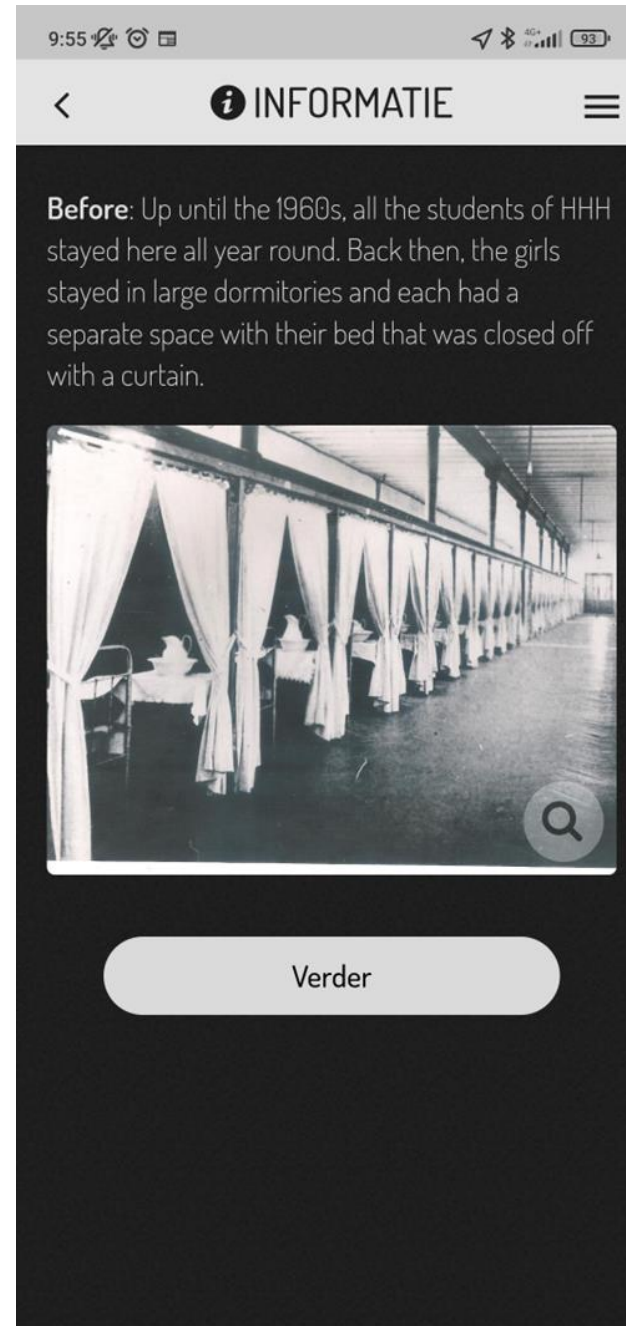 9:55
4G+
93
INFORMATIE
Before: Up until the 1960s, all the students of HHH
stayed here all year round. Back then, the girls
stayed in large dormitories and each had a
separate space with their bed that was closed off
with a curtain.
Verder